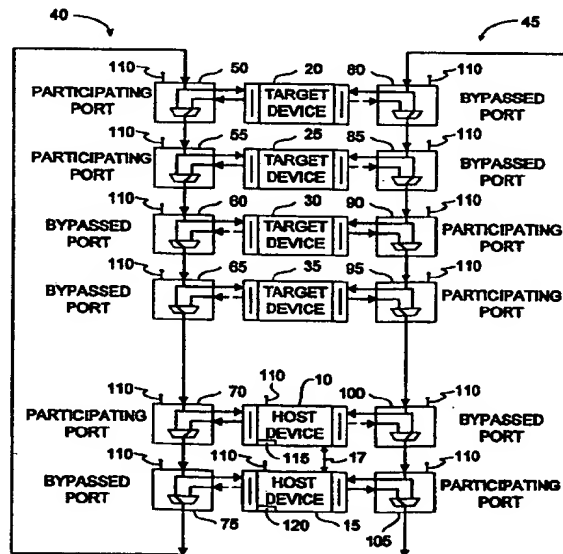 40 45
110 50 20 80 110
PARTICIPATING PORT TARGET DEVICE BYPASSED PORT
110 55 25 85 110
PARTICIPATING PORT TARGET DEVICE BYPASSED PORT
110 60 30 90 110
BYPASSED PORT TARGET DEVICE PARTICIPATING PORT
110 65 35 95 110
BYPASSED PORT TARGET DEVICE PARTICIPATING PORT
110 70 110 10 100 110
PARTICIPATING PORT HOST DEVICE BYPASSED PORT
115 17
110 110 110
BYPASSED PORT HOST DEVICE PARTICIPATING PORT
75 120 15 105